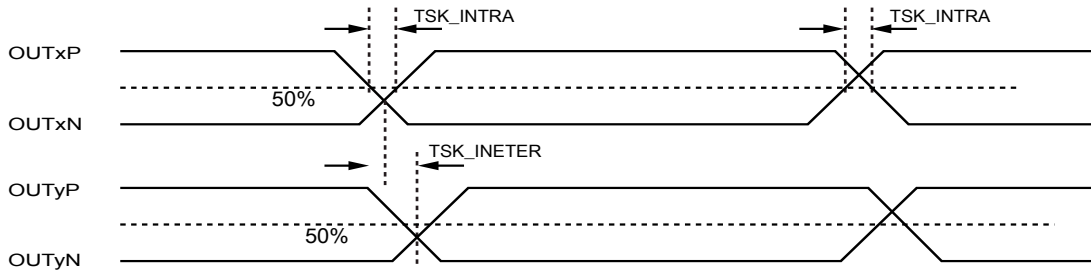 TSK_INTRA TSK_INTRA
OUTxP
50%
OUTxN
TSK_INETER
OUTyP
50%
OUTyN